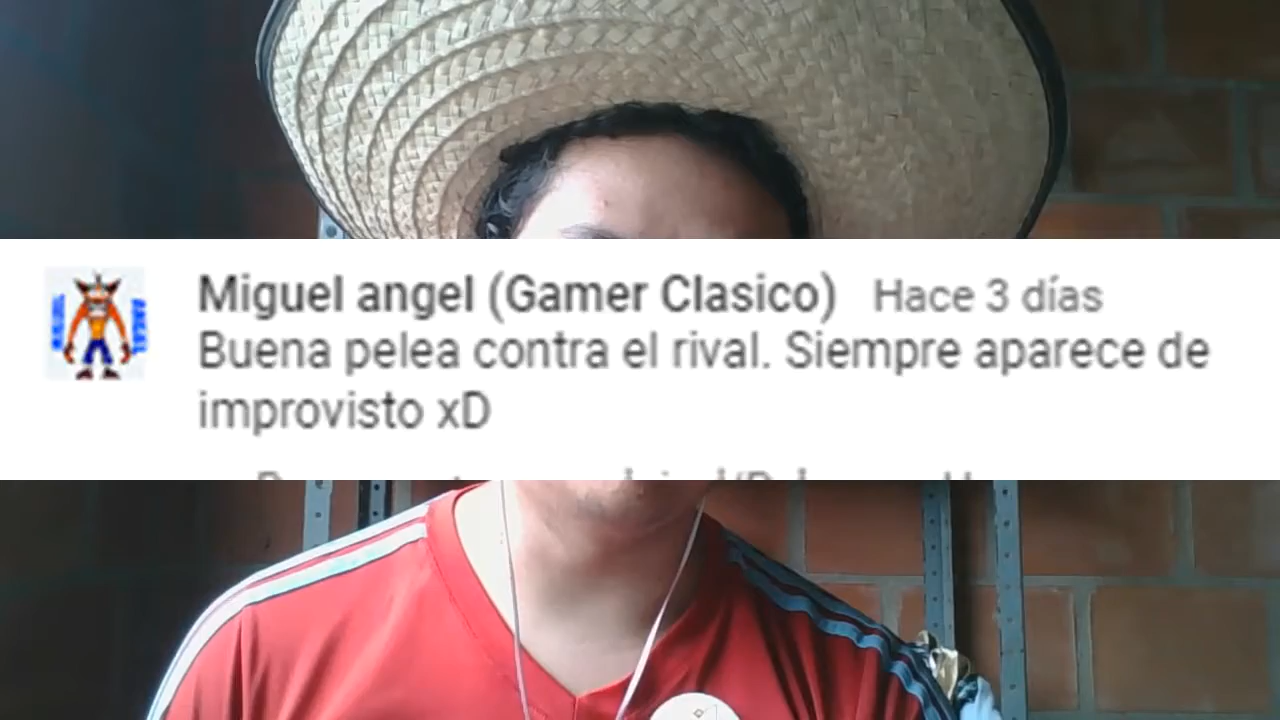 Miguel angel (Gamer Clasico) Hace 3 días
Buena pelea contra el rival. Siempre aparece de
improvisto xD